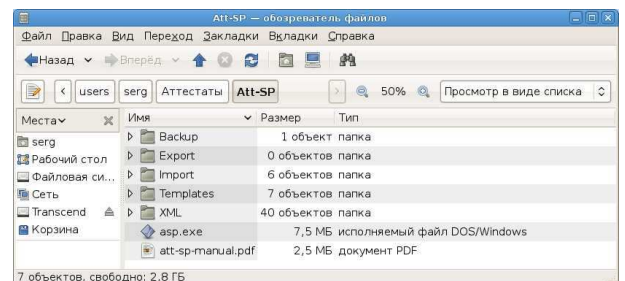 Att-SP — обозреватель файлов
Файл Правка Вид Переход Закладки Вкладки Справка
Назад Вперёд
users serg Аттестаты Att-SP 50% Просмотр в виде списка
Места Имя Размер Тип
serg Backup 1 объект папка
Рабочий стол Export 0 объектов папка
Файловая си... Import 6 объектов папка
Сеть Templates 7 объектов папка
Transcend XML 40 объектов папка
Корзина asp.exe 7,5 МБ исполняемый файл DOS/Windows
att-sp-manual.pdf 2,5 МБ документ PDF
7 объектов, свободно: 2,8 ГБ